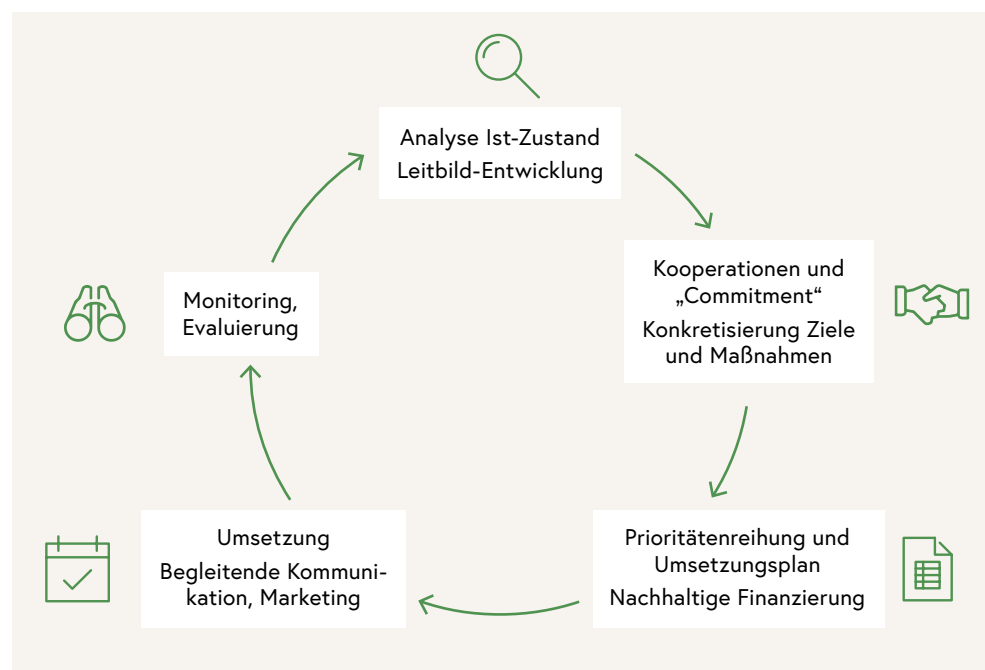 Analyse Ist-Zustand
Leitbild-Entwicklung
Kooperationen und
„Commitment“
Konkretisierung Ziele
und Maßnahmen
Prioritätenreihung und
Umsetzungsplan
Nachhaltige Finanzierung
Umsetzung
Begleitende Kommuni-
kation, Marketing
Monitoring,
Evaluierung